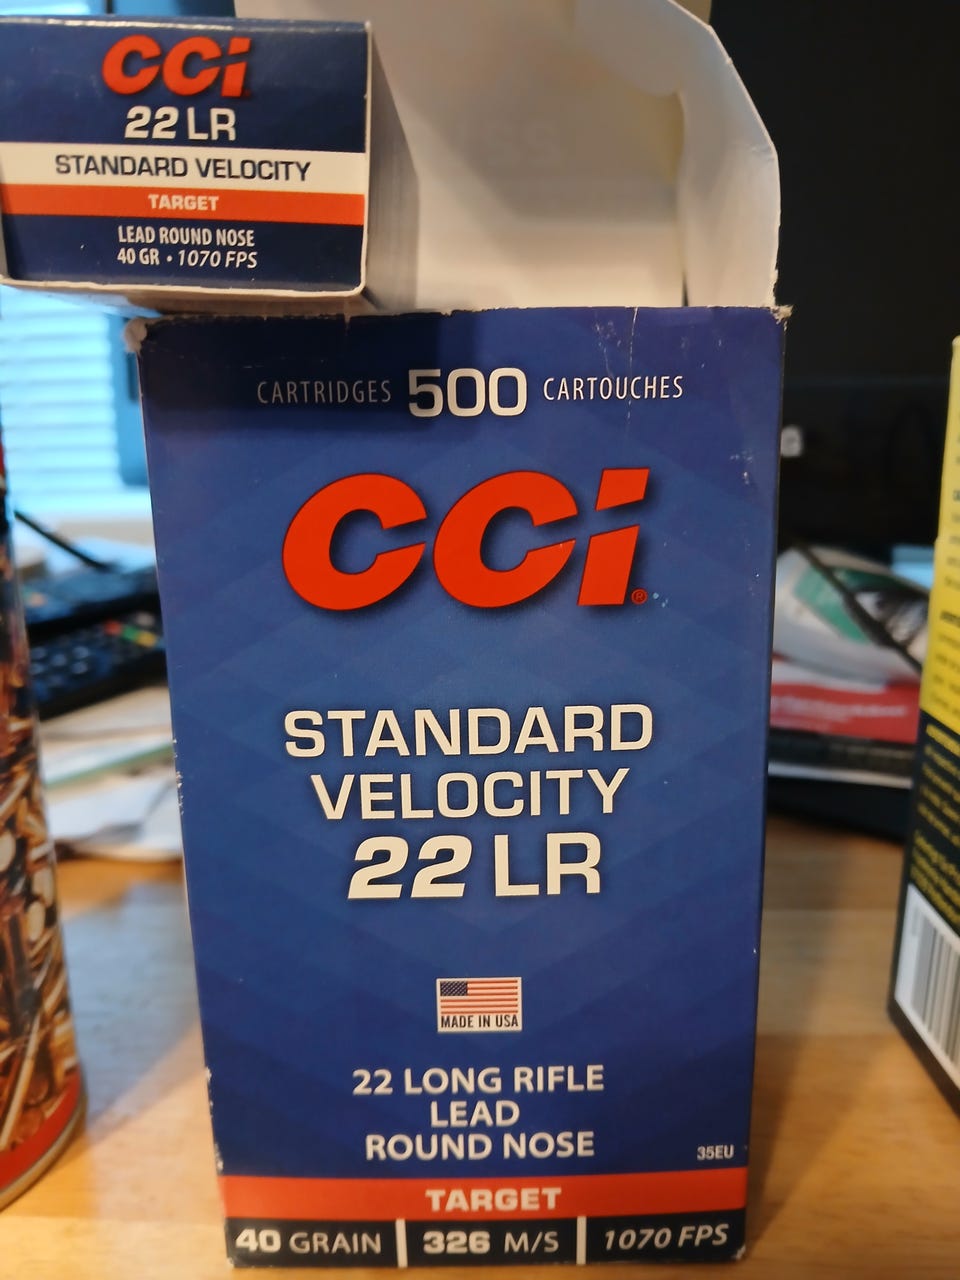 CCI
22 LR
STANDARD VELOCITY
TARGET
LEAD ROUND NOSE
40 GR • 1070 FPS
CARTRIDGES 500 CARTOUCHES
CCI®
STANDARD
VELOCITY
22 LR
MADE IN USA
22 LONG RIFLE
LEAD
ROUND NOSE
35EU
TARGET
40 GRAIN 326 M/S 1070 FPS